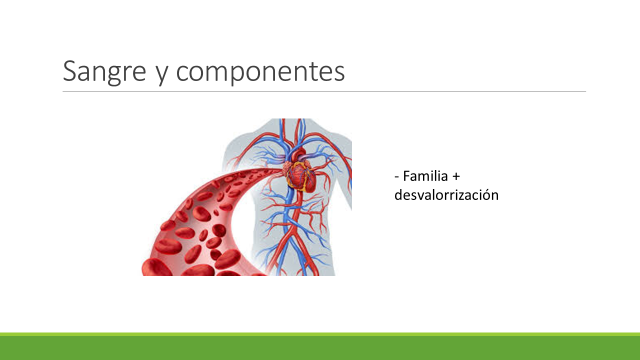 Sangre y componentes
- Familia +
desvalorrización